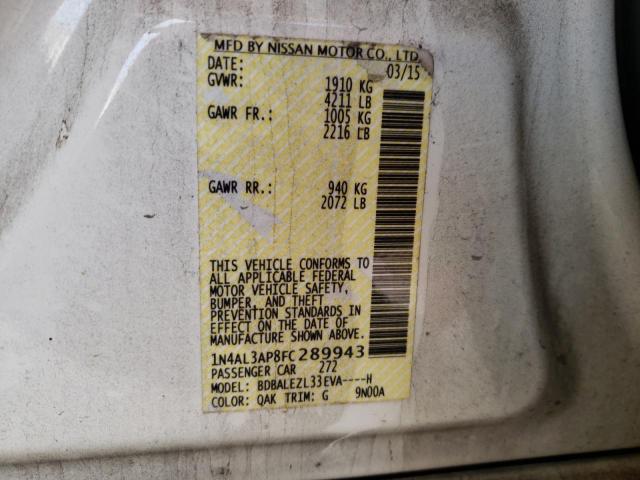 MFD BY NISSAN MOTOR CO., LTD.
DATE: 03/15
GVWR: 1910 KG
4211 LB
GAWR FR.: 1005 KG
2216 LB
GAWR RR.: 940 KG
2072 LB
THIS VEHICLE CONFORMS TO
ALL APPLICABLE FEDERAL
MOTOR VEHICLE SAFETY,
BUMPER, AND THEFT
PREVENTION STANDARDS IN
EFFECT ON THE DATE OF
MANUFACTURE SHOWN ABOVE.
1N4AL3AP8FC289943
PASSENGER CAR 272
MODEL: BDBALEZL33EVA----H
COLOR: QAK TRIM: G 9N00A